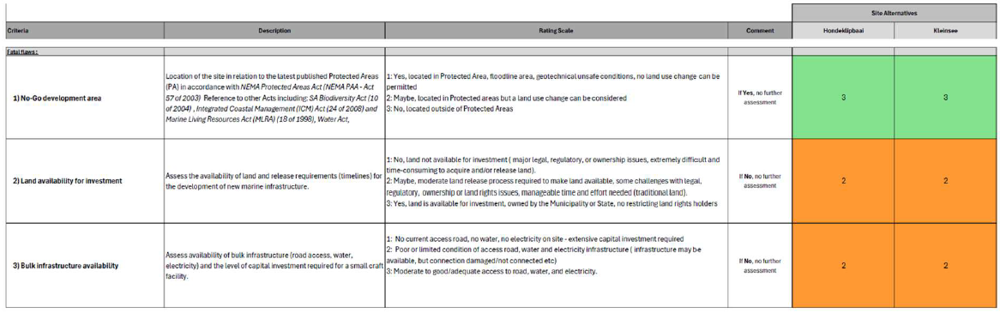 Site Alternatives
Criteria Description Rating Scale Comment Hondeklipbaai Kleinsee
Fatal flaws:
1) No-Go development area
Location of the site in relation to the latest published Protected Areas
(PA) in accordance with NEMA Protected Areas Act (NEMA PAA - Act
57 of 2003) Reference to other Acts including: SA Biodiversity Act (10
of 2004) , Integrated Coastal Management (ICM) Act (24 of 2008) and
Marine Living Resources Act (MLRA) (18 of 1998), Water Act,
1: Yes, located in Protected Area, floodline area, geotechnical unsafe conditions, no land use change can be
permitted
2: Maybe, located in Protected areas but a land use change can be considered
3: No, located outside of Protected Areas
If Yes, no further
assessment
3 3
2) Land availability for investment
Assess the availability of land and release requirements (timelines) for
the development of new marine infrastructure.
1: No, land not available for investment ( major legal, regulatory, or ownership issues, extremely difficult and
time-consuming to acquire and/or release land).
2: Maybe, moderate land release process required to make land available, some challenges with legal,
regulatory, ownership or land rights issues, manageable time and effort needed (traditional land).
3: Yes, land is available for investment, owned by the Municipality or State, no restricting land rights holders
If No, no further
assessment
2 2
3) Bulk infrastructure availability
Assess availability of bulk infrastructure (road access, water,
electricity) and the level of capital investment required for a small craft
facility.
1: No current access road, no water, no electricity on site - extensive capital investment required
2: Poor or limited condition of access road, water and electricity infrastructure ( infrastructure may be
available, but connection damaged/not connected etc)
3: Moderate to good/adequate access to road, water, and electricity.
If No, no further
assessment
2 2